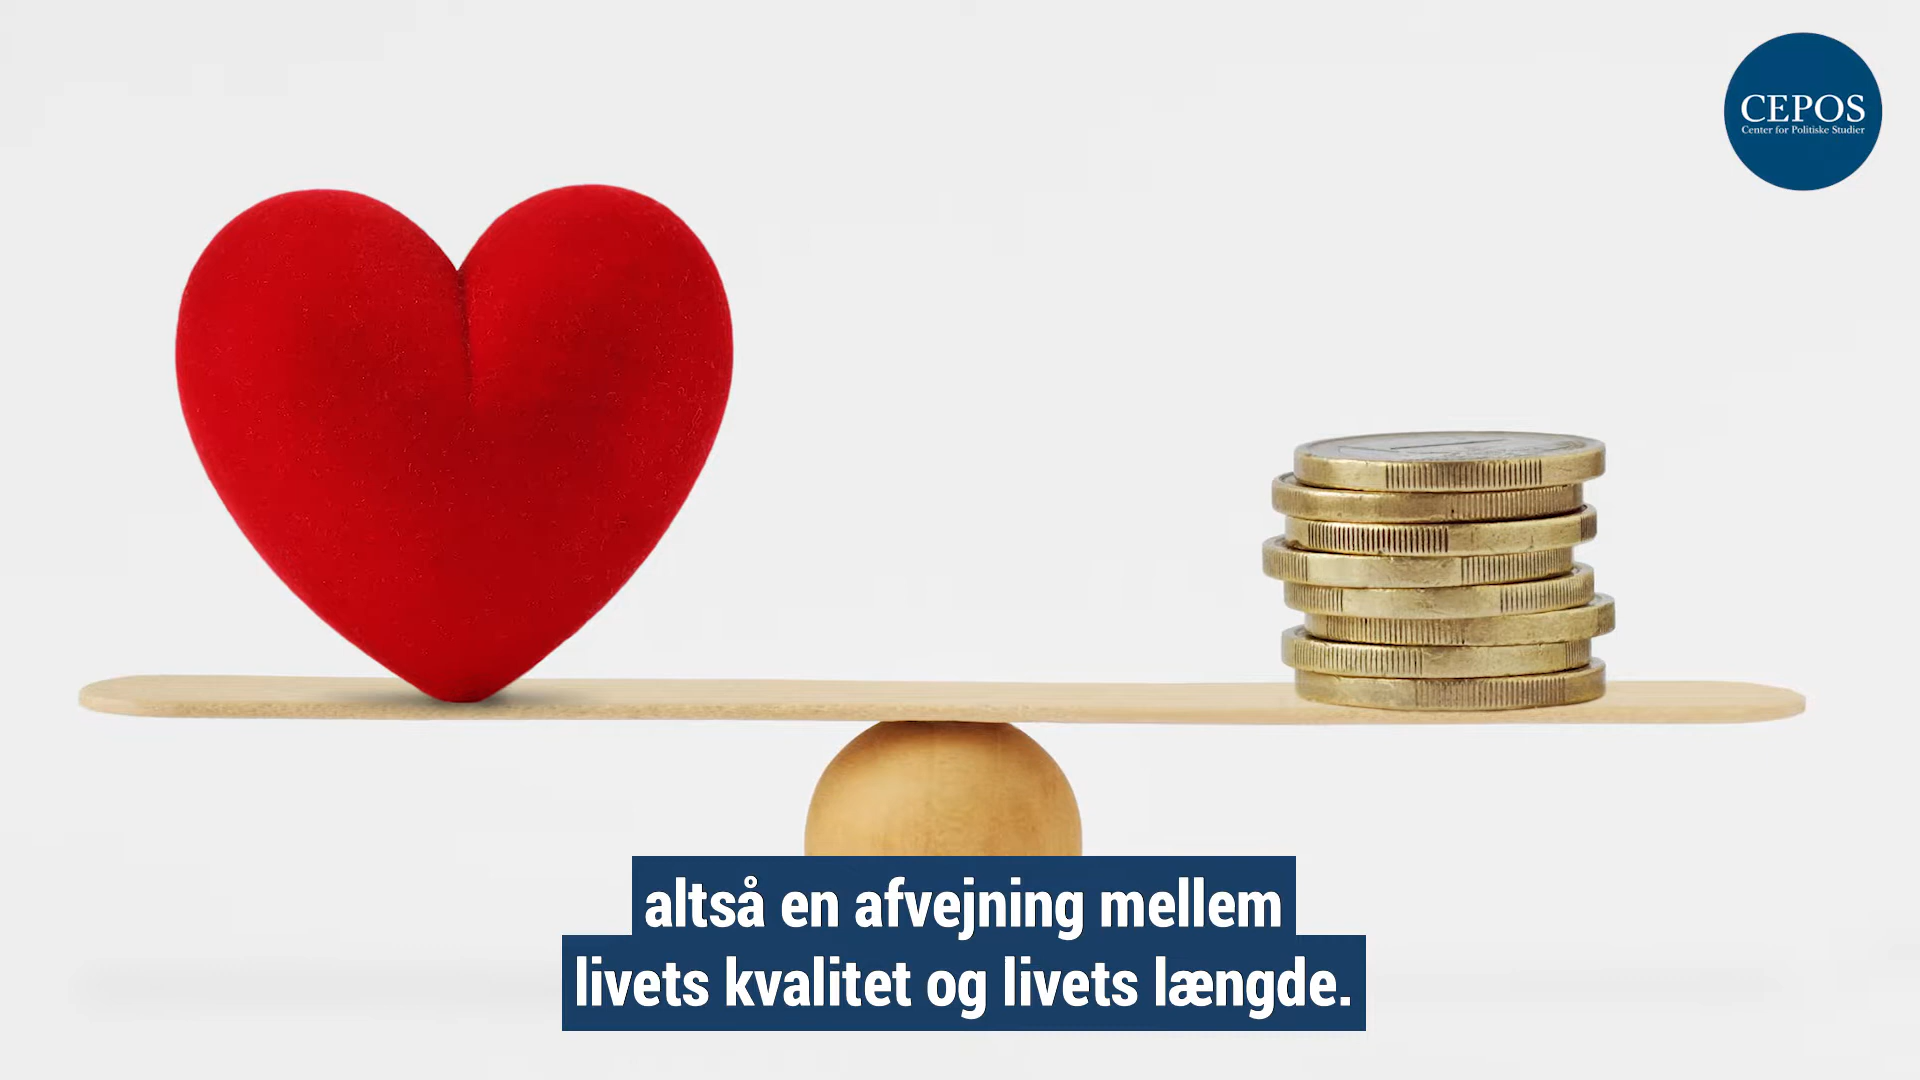 CEPOS
Center for Politiske Studier
altså en afvejning mellem
livets kvalitet og livets længde.